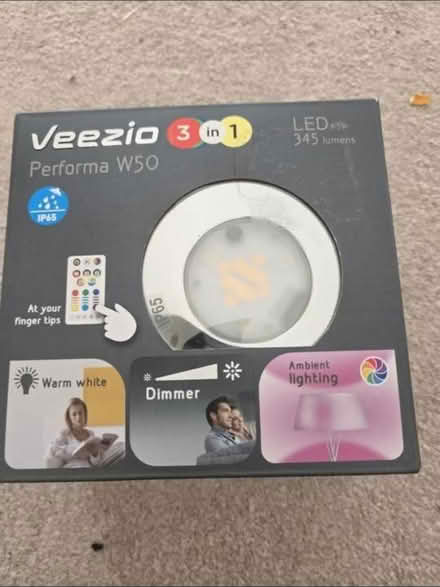 Veezio 3 in 1
Performa W50
LED
345 lumens
IP65
At your
finger tips
IP65
Warm white
Dimmer
Ambient
lighting